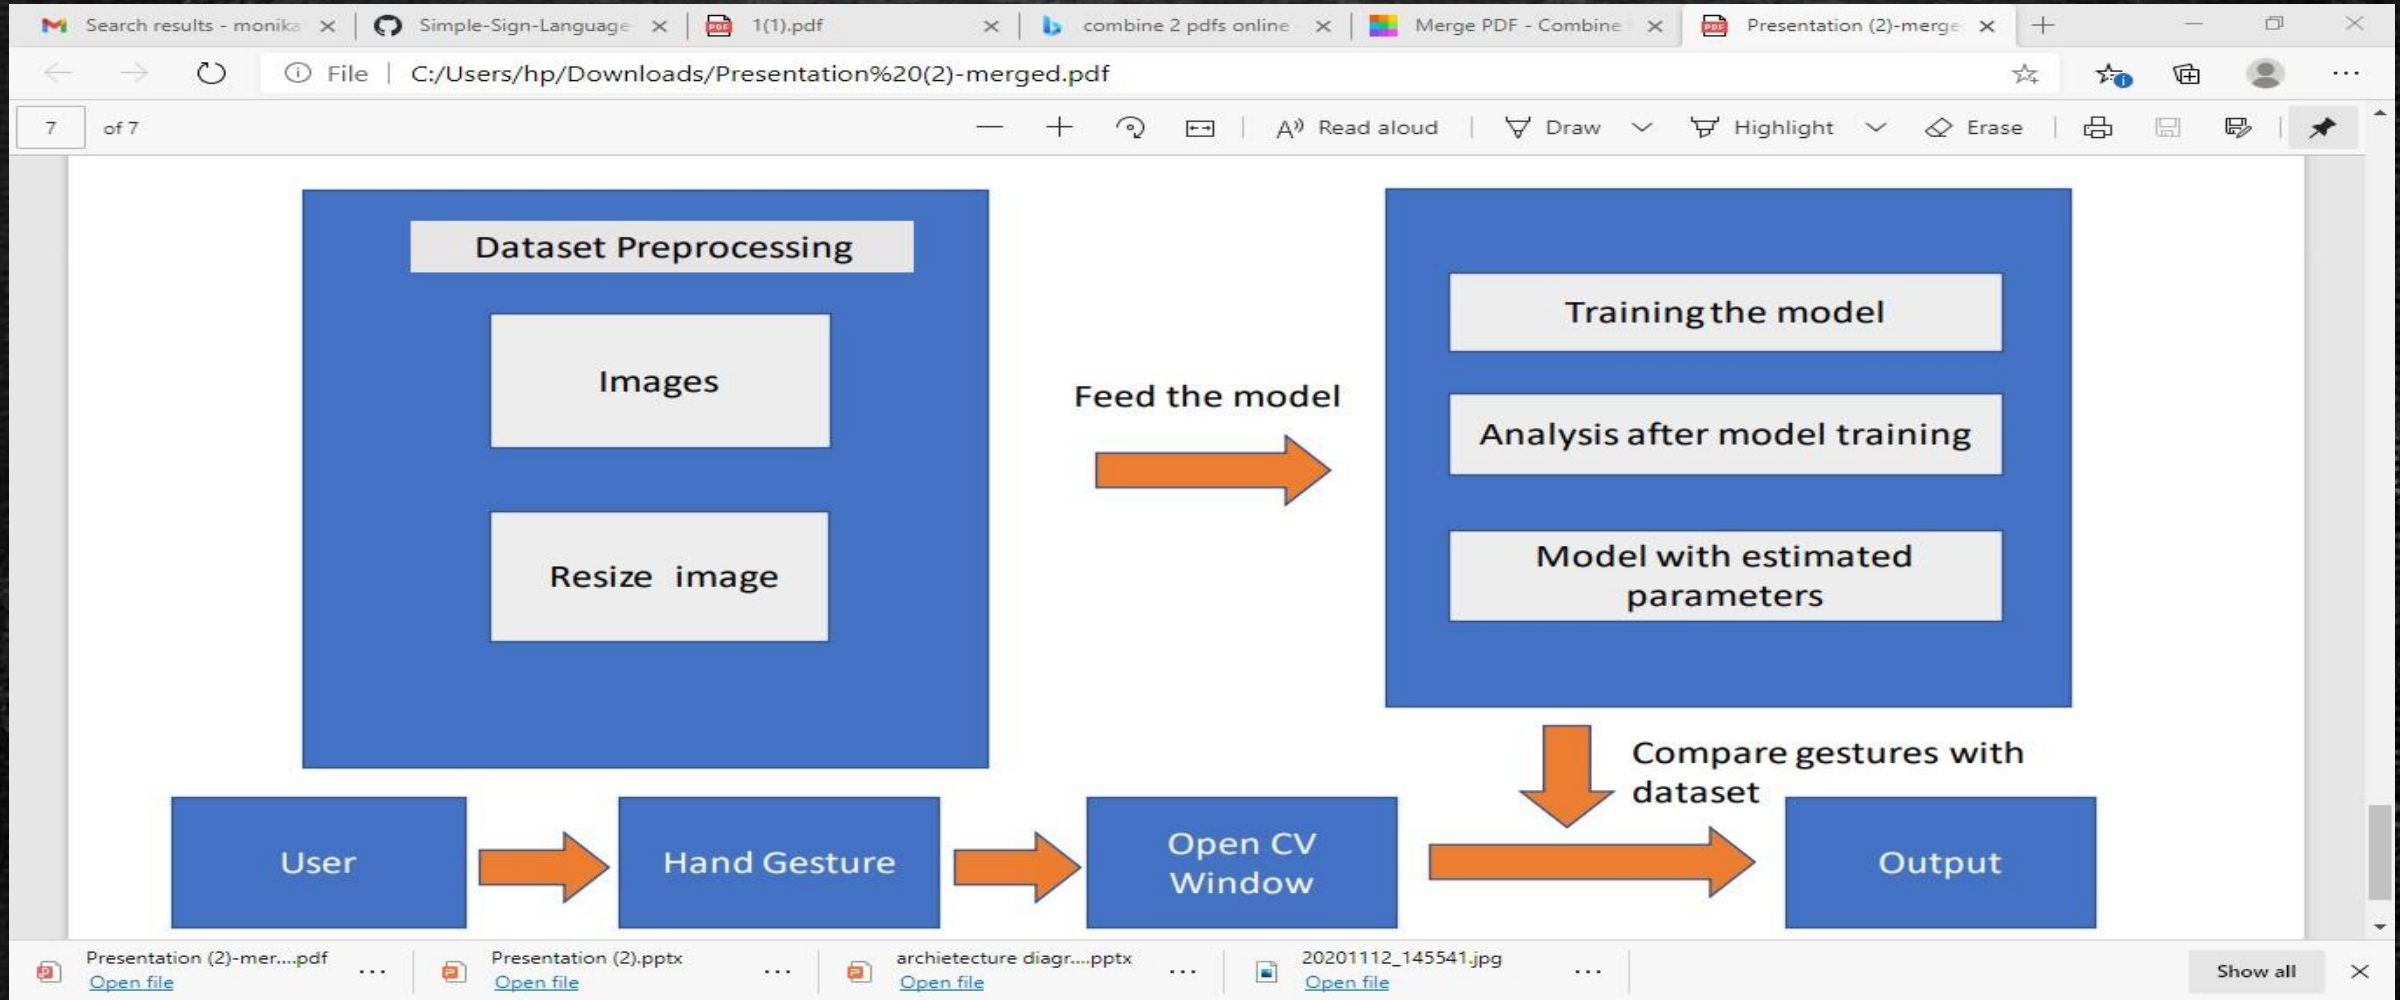 Search results - monika
Simple-Sign-Language
1(1).pdf
combine 2 pdfs online
Merge PDF - Combine
Presentation (2)-merge
File
C:/Users/hp/Downloads/Presentation%20(2)-merged.pdf
7 of 7
Read aloud
Draw
Highlight
Erase
Dataset Preprocessing
Images
Resize image
Feed the model
Training the model
Analysis after model training
Model with estimated
parameters
Compare gestures with
dataset
User
Hand Gesture
Open CV
Window
Output
Presentation (2)-mer....pdf
Open file
Presentation (2).pptx
Open file
archietecture diagr....pptx
Open file
20201112_145541.jpg
Open file
Show all